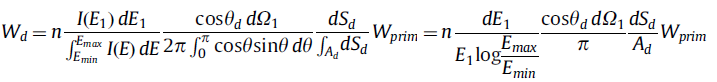 $W_d = n \frac{I(E_1)\, dE_1}{\int_{E_{min}}^{E_{max}} I(E)\, dE} \frac{\cos\theta_d\, d\Omega_1}{2\pi \int_0^{\pi} \cos\theta \sin\theta\, d\theta} \frac{dS_d}{\int_{A_d} dS_d} W_{prim} = n \frac{dE_1}{E_1 \log \frac{E_{max}}{E_{min}}} \frac{\cos\theta_d\, d\Omega_1}{\pi} \frac{dS_d}{A_d} W_{prim}$